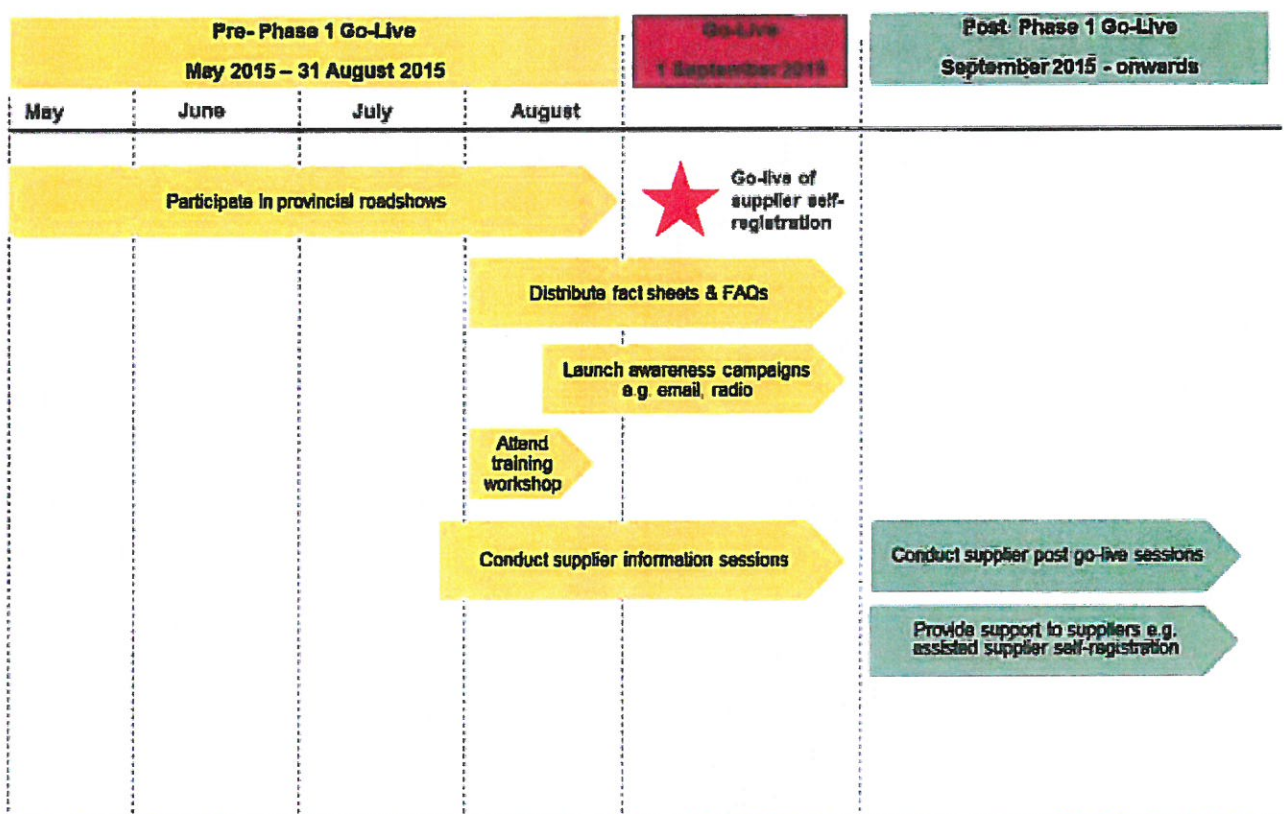 Pre- Phase 1 Go-Live
May 2015 – 31 August 2015
Go-Live
1 September 2015
Post- Phase 1 Go-Live
September 2015 - onwards
May
June
July
August
Participate in provincial roadshows
Go-live of
supplier self-
registration
Distribute fact sheets & FAQs
Launch awareness campaigns
e.g. email, radio
Attend
training
workshop
Conduct supplier information sessions
Conduct supplier post go-live sessions
Provide support to suppliers e.g.
assisted supplier self-registration